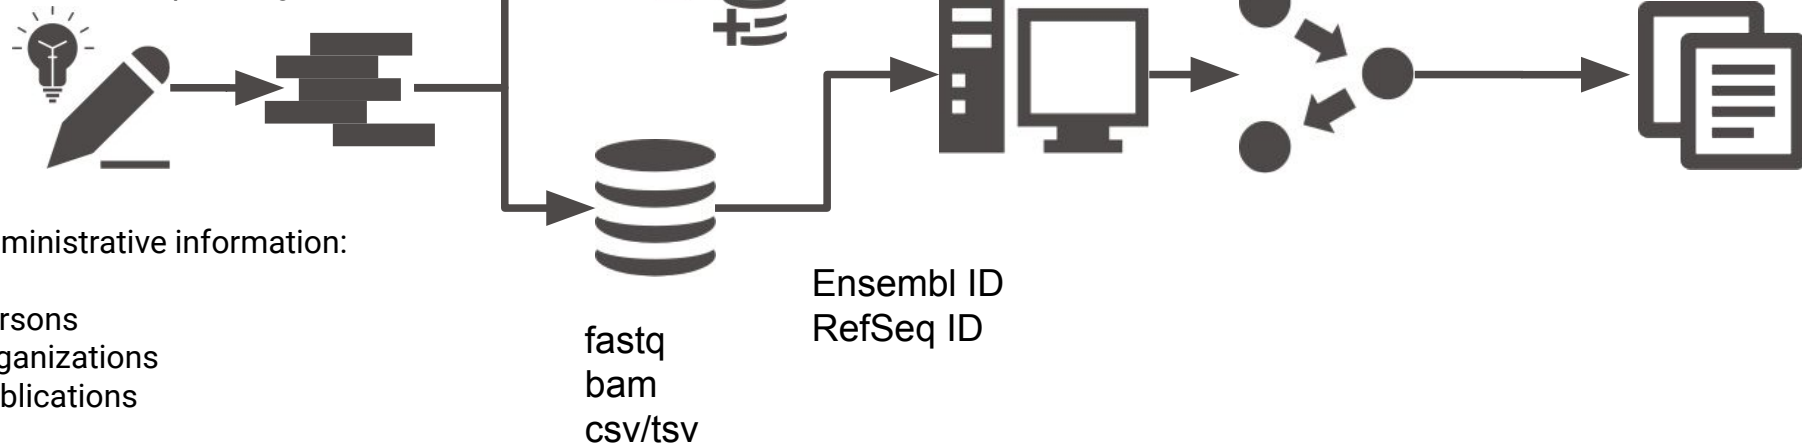 ministrative information:
rsons
ganizations
blications
fastq
bam
csv/tsv
Ensembl ID
RefSeq ID